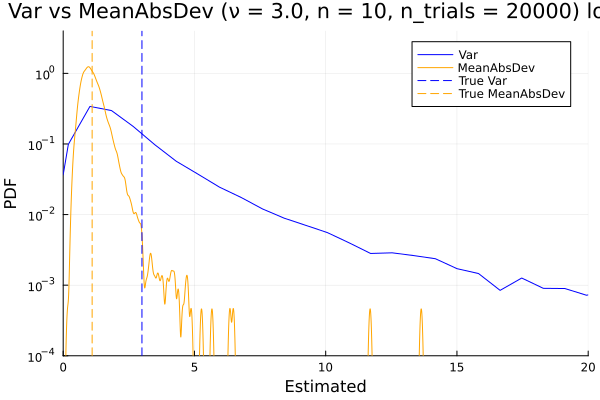 Var vs MeanAbsDev (ν = 3.0, n = 10, n_trials = 20000) lo
Var
MeanAbsDev
True Var
True MeanAbsDev
10⁰
10⁻¹
10⁻²
10⁻³
10⁻⁴
PDF
0 5 10 15 20
Estimated